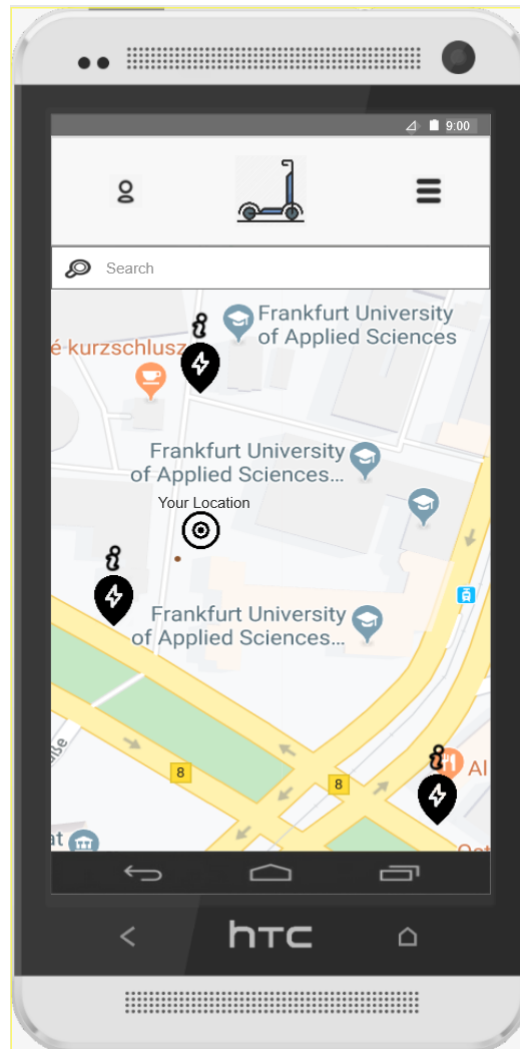 9:00
Search
Frankfurt University
of Applied Sciences
é kurzschlusz
Frankfurt University
of Applied Sciences...
Your Location
Frankfurt University
of Applied Sciences...
8
8
Al
at
hTC